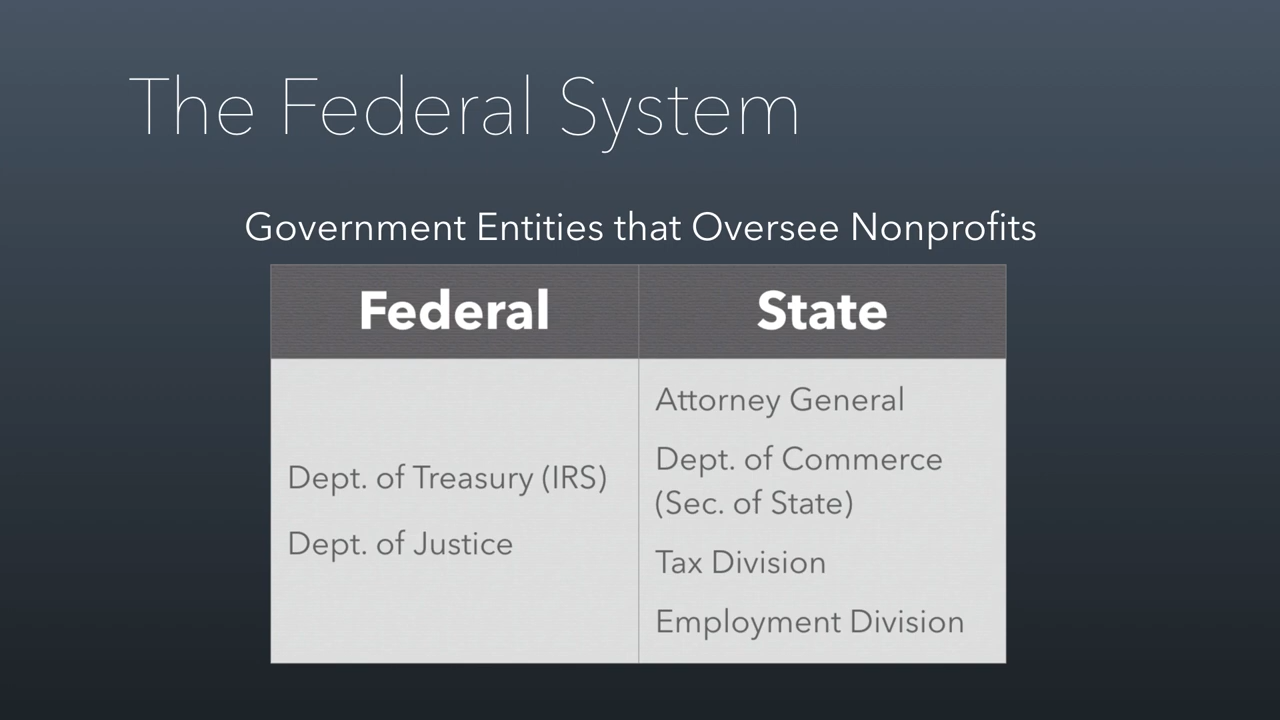 The Federal System
Government Entities that Oversee Nonprofits
Federal
State
Dept. of Treasury (IRS)
Dept. of Justice
Attorney General
Dept. of Commerce
(Sec. of State)
Tax Division
Employment Division